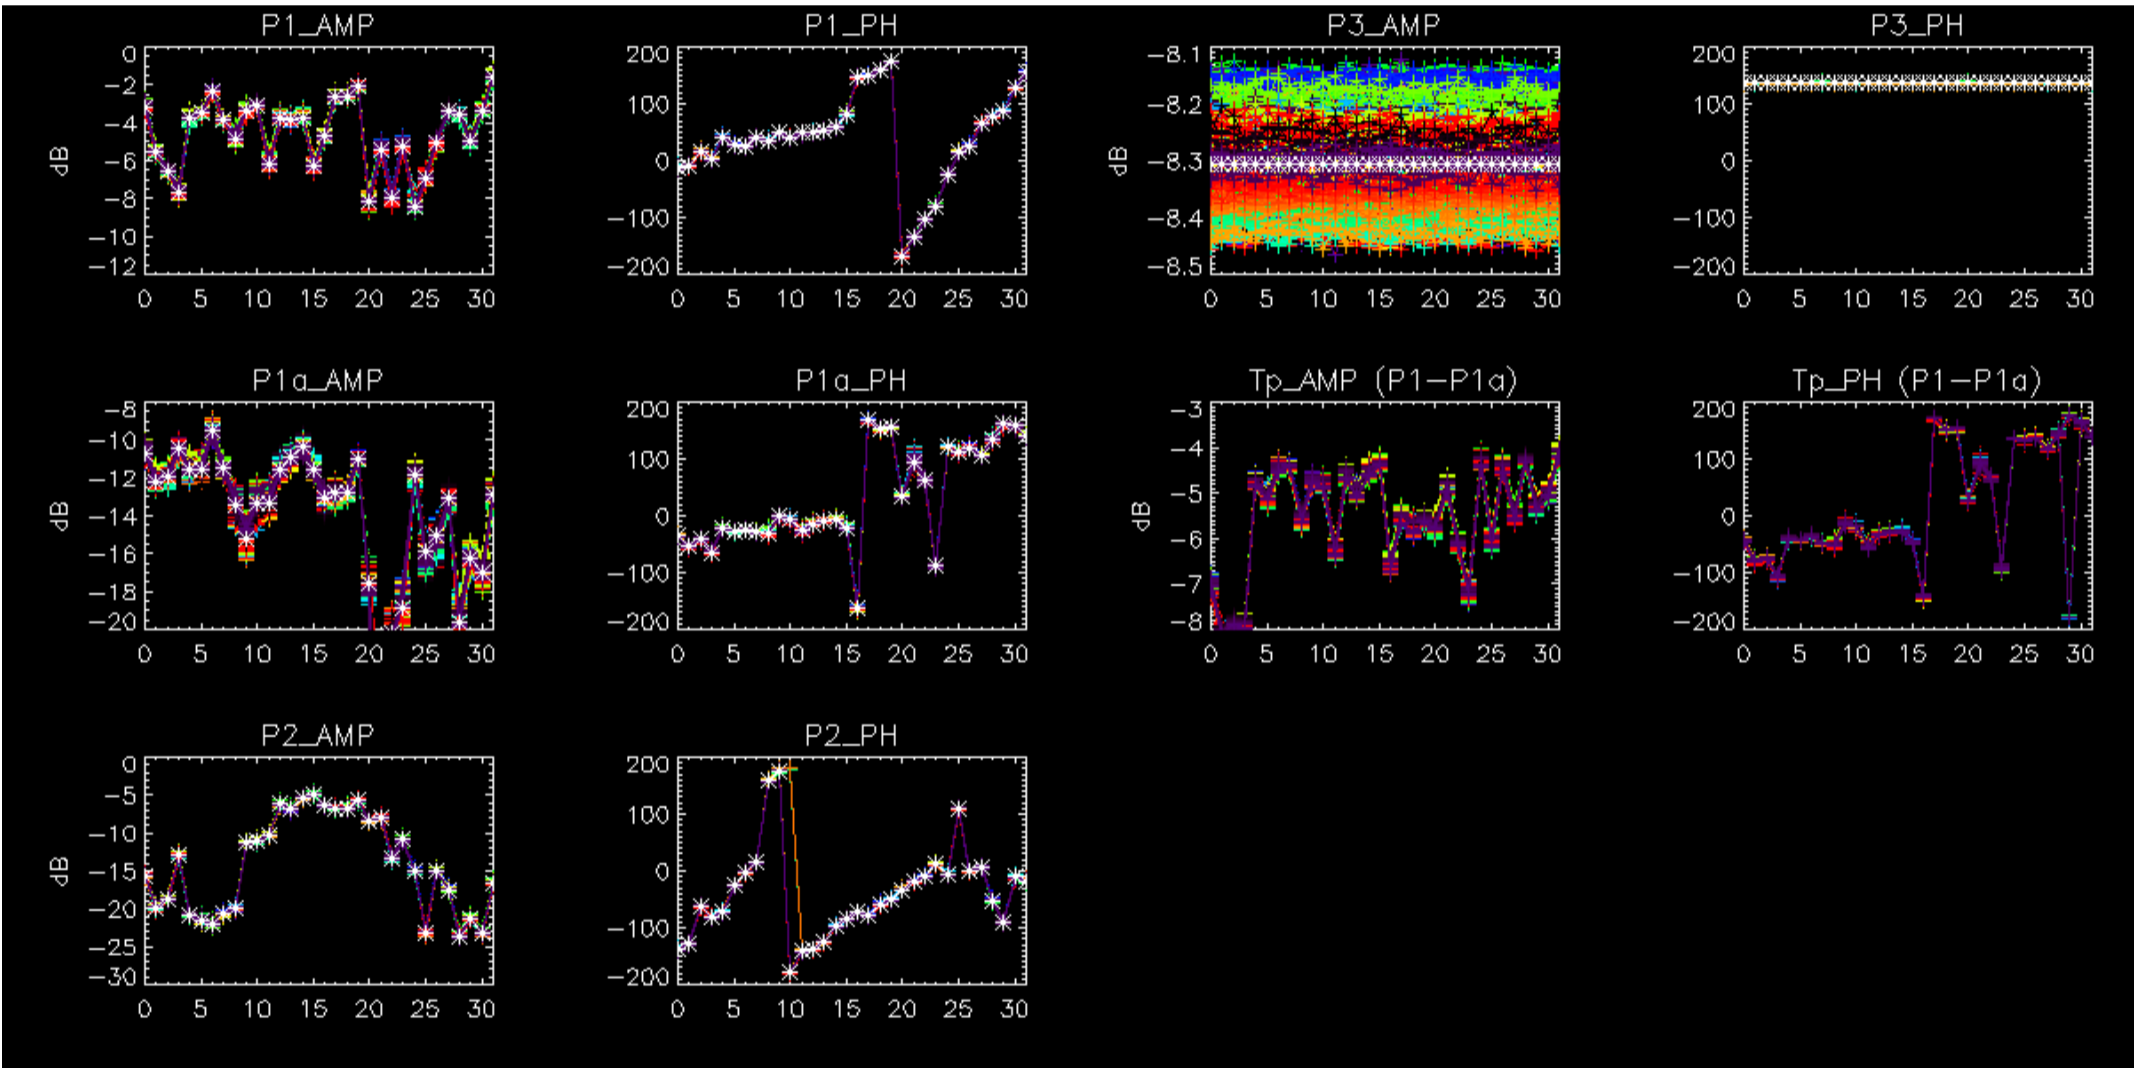 P1_AMP P1_PH P3_AMP P3_PH
0 200 -8.1 200
-2 100 -8.2 100
-4 0 -8.3 0
-6 -100 -8.4 -100
-8 -200 -8.5 -200
-10
-12
dB dB
0 5 10 15 20 25 30 0 5 10 15 20 25 30 0 5 10 15 20 25 30 0 5 10 15 20 25 30
P1a_AMP P1a_PH Tp_AMP (P1-P1a) Tp_PH (P1-P1a)
-8 200 -3 200
-10 100 -4 100
-12 0 -5 0
-14 -100 -6 -100
-16 -200 -7 -200
-18 -8
-20
dB dB
0 5 10 15 20 25 30 0 5 10 15 20 25 30 0 5 10 15 20 25 30 0 5 10 15 20 25 30
P2_AMP P2_PH
0 200
-5 100
-10 0
-15 -100
-20 -200
-25
-30
dB
0 5 10 15 20 25 30 0 5 10 15 20 25 30